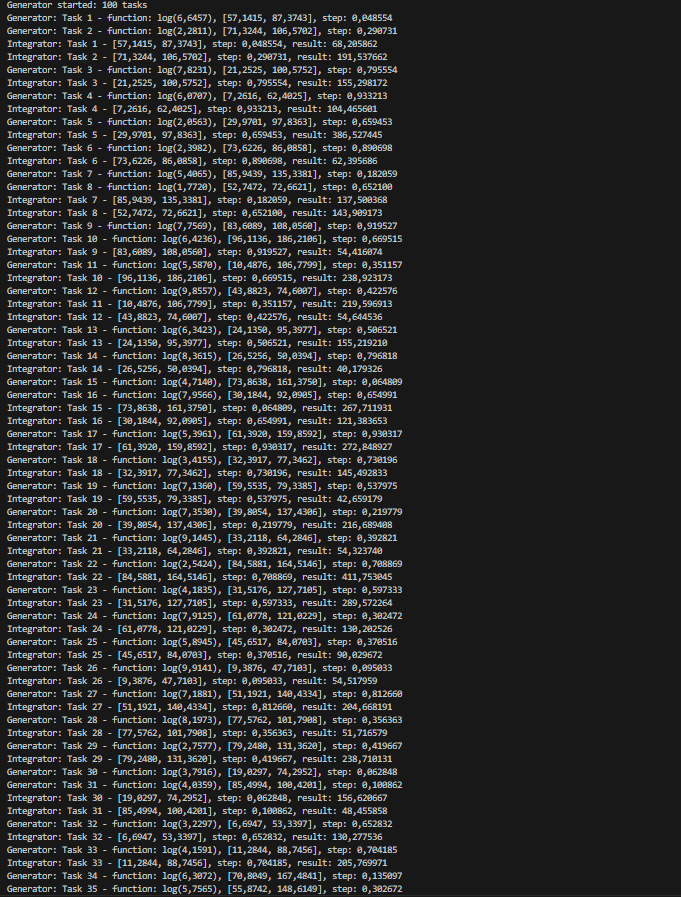 Generator started: 100 tasks
Generator: Task 1 - function: log(6,6457), [57,1415, 87,3743], step: 0,048554
Generator: Task 2 - function: log(2,2811), [71,3244, 106,5702], step: 0,290731
Integrator: Task 1 - [57,1415, 87,3743], step: 0,048554, result: 68,205862
Integrator: Task 2 - [71,3244, 106,5702], step: 0,290731, result: 191,537662
Generator: Task 3 - function: log(7,8231), [21,2525, 100,5752], step: 0,795554
Integrator: Task 3 - [21,2525, 100,5752], step: 0,795554, result: 155,298172
Generator: Task 4 - function: log(6,0707), [7,2616, 62,4025], step: 0,933213
Integrator: Task 4 - [7,2616, 62,4025], step: 0,933213, result: 104,465601
Generator: Task 5 - function: log(2,0563), [29,9701, 97,8363], step: 0,659453
Integrator: Task 5 - [29,9701, 97,8363], step: 0,659453, result: 386,527445
Generator: Task 6 - function: log(2,3982), [73,6226, 86,0858], step: 0,890698
Integrator: Task 6 - [73,6226, 86,0858], step: 0,890698, result: 62,395686
Generator: Task 7 - function: log(5,4065), [85,9439, 135,3381], step: 0,182059
Generator: Task 8 - function: log(1,7720), [52,7472, 72,6621], step: 0,652100
Integrator: Task 7 - [85,9439, 135,3381], step: 0,182059, result: 137,500368
Integrator: Task 8 - [52,7472, 72,6621], step: 0,652100, result: 143,909173
Generator: Task 9 - function: log(7,7569), [83,6089, 108,0560], step: 0,919527
Generator: Task 10 - function: log(6,4236), [96,1136, 186,2106], step: 0,669515
Integrator: Task 9 - [83,6089, 108,0560], step: 0,919527, result: 54,416074
Generator: Task 11 - function: log(5,5870), [10,4876, 106,7799], step: 0,351157
Integrator: Task 10 - [96,1136, 186,2106], step: 0,669515, result: 238,923173
Generator: Task 12 - function: log(9,8557), [43,8823, 74,6007], step: 0,422576
Integrator: Task 11 - [10,4876, 106,7799], step: 0,351157, result: 219,596913
Integrator: Task 12 - [43,8823, 74,6007], step: 0,422576, result: 54,644536
Generator: Task 13 - function: log(6,3423), [24,1350, 95,3977], step: 0,506521
Integrator: Task 13 - [24,1350, 95,3977], step: 0,506521, result: 155,219210
Generator: Task 14 - function: log(8,3615), [26,5256, 50,0394], step: 0,796818
Integrator: Task 14 - [26,5256, 50,0394], step: 0,796818, result: 40,179326
Generator: Task 15 - function: log(4,7140), [73,8638, 161,3750], step: 0,064809
Generator: Task 16 - function: log(7,9566), [30,1844, 92,0905], step: 0,654991
Integrator: Task 15 - [73,8638, 161,3750], step: 0,064809, result: 267,711931
Integrator: Task 16 - [30,1844, 92,0905], step: 0,654991, result: 121,383653
Generator: Task 17 - function: log(5,3961), [61,3920, 159,8592], step: 0,930317
Integrator: Task 17 - [61,3920, 159,8592], step: 0,930317, result: 272,848927
Generator: Task 18 - function: log(3,4155), [32,3917, 77,3462], step: 0,730196
Integrator: Task 18 - [32,3917, 77,3462], step: 0,730196, result: 145,492833
Generator: Task 19 - function: log(7,1360), [59,5535, 79,3385], step: 0,537975
Integrator: Task 19 - [59,5535, 79,3385], step: 0,537975, result: 42,659179
Generator: Task 20 - function: log(7,3530), [39,8054, 137,4306], step: 0,219779
Integrator: Task 20 - [39,8054, 137,4306], step: 0,219779, result: 216,689408
Generator: Task 21 - function: log(9,1445), [33,2118, 64,2846], step: 0,392821
Integrator: Task 21 - [33,2118, 64,2846], step: 0,392821, result: 54,323740
Generator: Task 22 - function: log(2,5424), [84,5881, 164,5146], step: 0,708869
Integrator: Task 22 - [84,5881, 164,5146], step: 0,708869, result: 411,753045
Generator: Task 23 - function: log(4,1835), [31,5176, 127,7105], step: 0,597333
Integrator: Task 23 - [31,5176, 127,7105], step: 0,597333, result: 289,572264
Generator: Task 24 - function: log(7,9125), [61,0778, 121,0229], step: 0,302472
Integrator: Task 24 - [61,0778, 121,0229], step: 0,302472, result: 130,202526
Generator: Task 25 - function: log(5,8945), [45,6517, 84,0703], step: 0,370516
Integrator: Task 25 - [45,6517, 84,0703], step: 0,370516, result: 90,029672
Generator: Task 26 - function: log(9,9141), [9,3876, 47,7103], step: 0,095033
Integrator: Task 26 - [9,3876, 47,7103], step: 0,095033, result: 54,517959
Generator: Task 27 - function: log(7,1881), [51,1921, 140,4334], step: 0,812660
Integrator: Task 27 - [51,1921, 140,4334], step: 0,812660, result: 204,668191
Generator: Task 28 - function: log(8,1973), [77,5762, 101,7908], step: 0,356363
Integrator: Task 28 - [77,5762, 101,7908], step: 0,356363, result: 51,716579
Generator: Task 29 - function: log(2,7577), [79,2480, 131,3620], step: 0,419667
Integrator: Task 29 - [79,2480, 131,3620], step: 0,419667, result: 238,710131
Generator: Task 30 - function: log(3,7916), [19,0297, 74,2952], step: 0,062848
Generator: Task 31 - function: log(4,0359), [85,4994, 100,4201], step: 0,100862
Integrator: Task 30 - [19,0297, 74,2952], step: 0,062848, result: 156,620667
Integrator: Task 31 - [85,4994, 100,4201], step: 0,100862, result: 48,455858
Generator: Task 32 - function: log(3,2297), [6,6947, 53,3397], step: 0,652832
Integrator: Task 32 - [6,6947, 53,3397], step: 0,652832, result: 130,277536
Generator: Task 33 - function: log(4,1591), [11,2844, 88,7456], step: 0,704185
Integrator: Task 33 - [11,2844, 88,7456], step: 0,704185, result: 205,769971
Generator: Task 34 - function: log(6,3072), [70,8049, 167,4841], step: 0,135097
Generator: Task 35 - function: log(5,7565), [55,8742, 148,6149], step: 0,302672